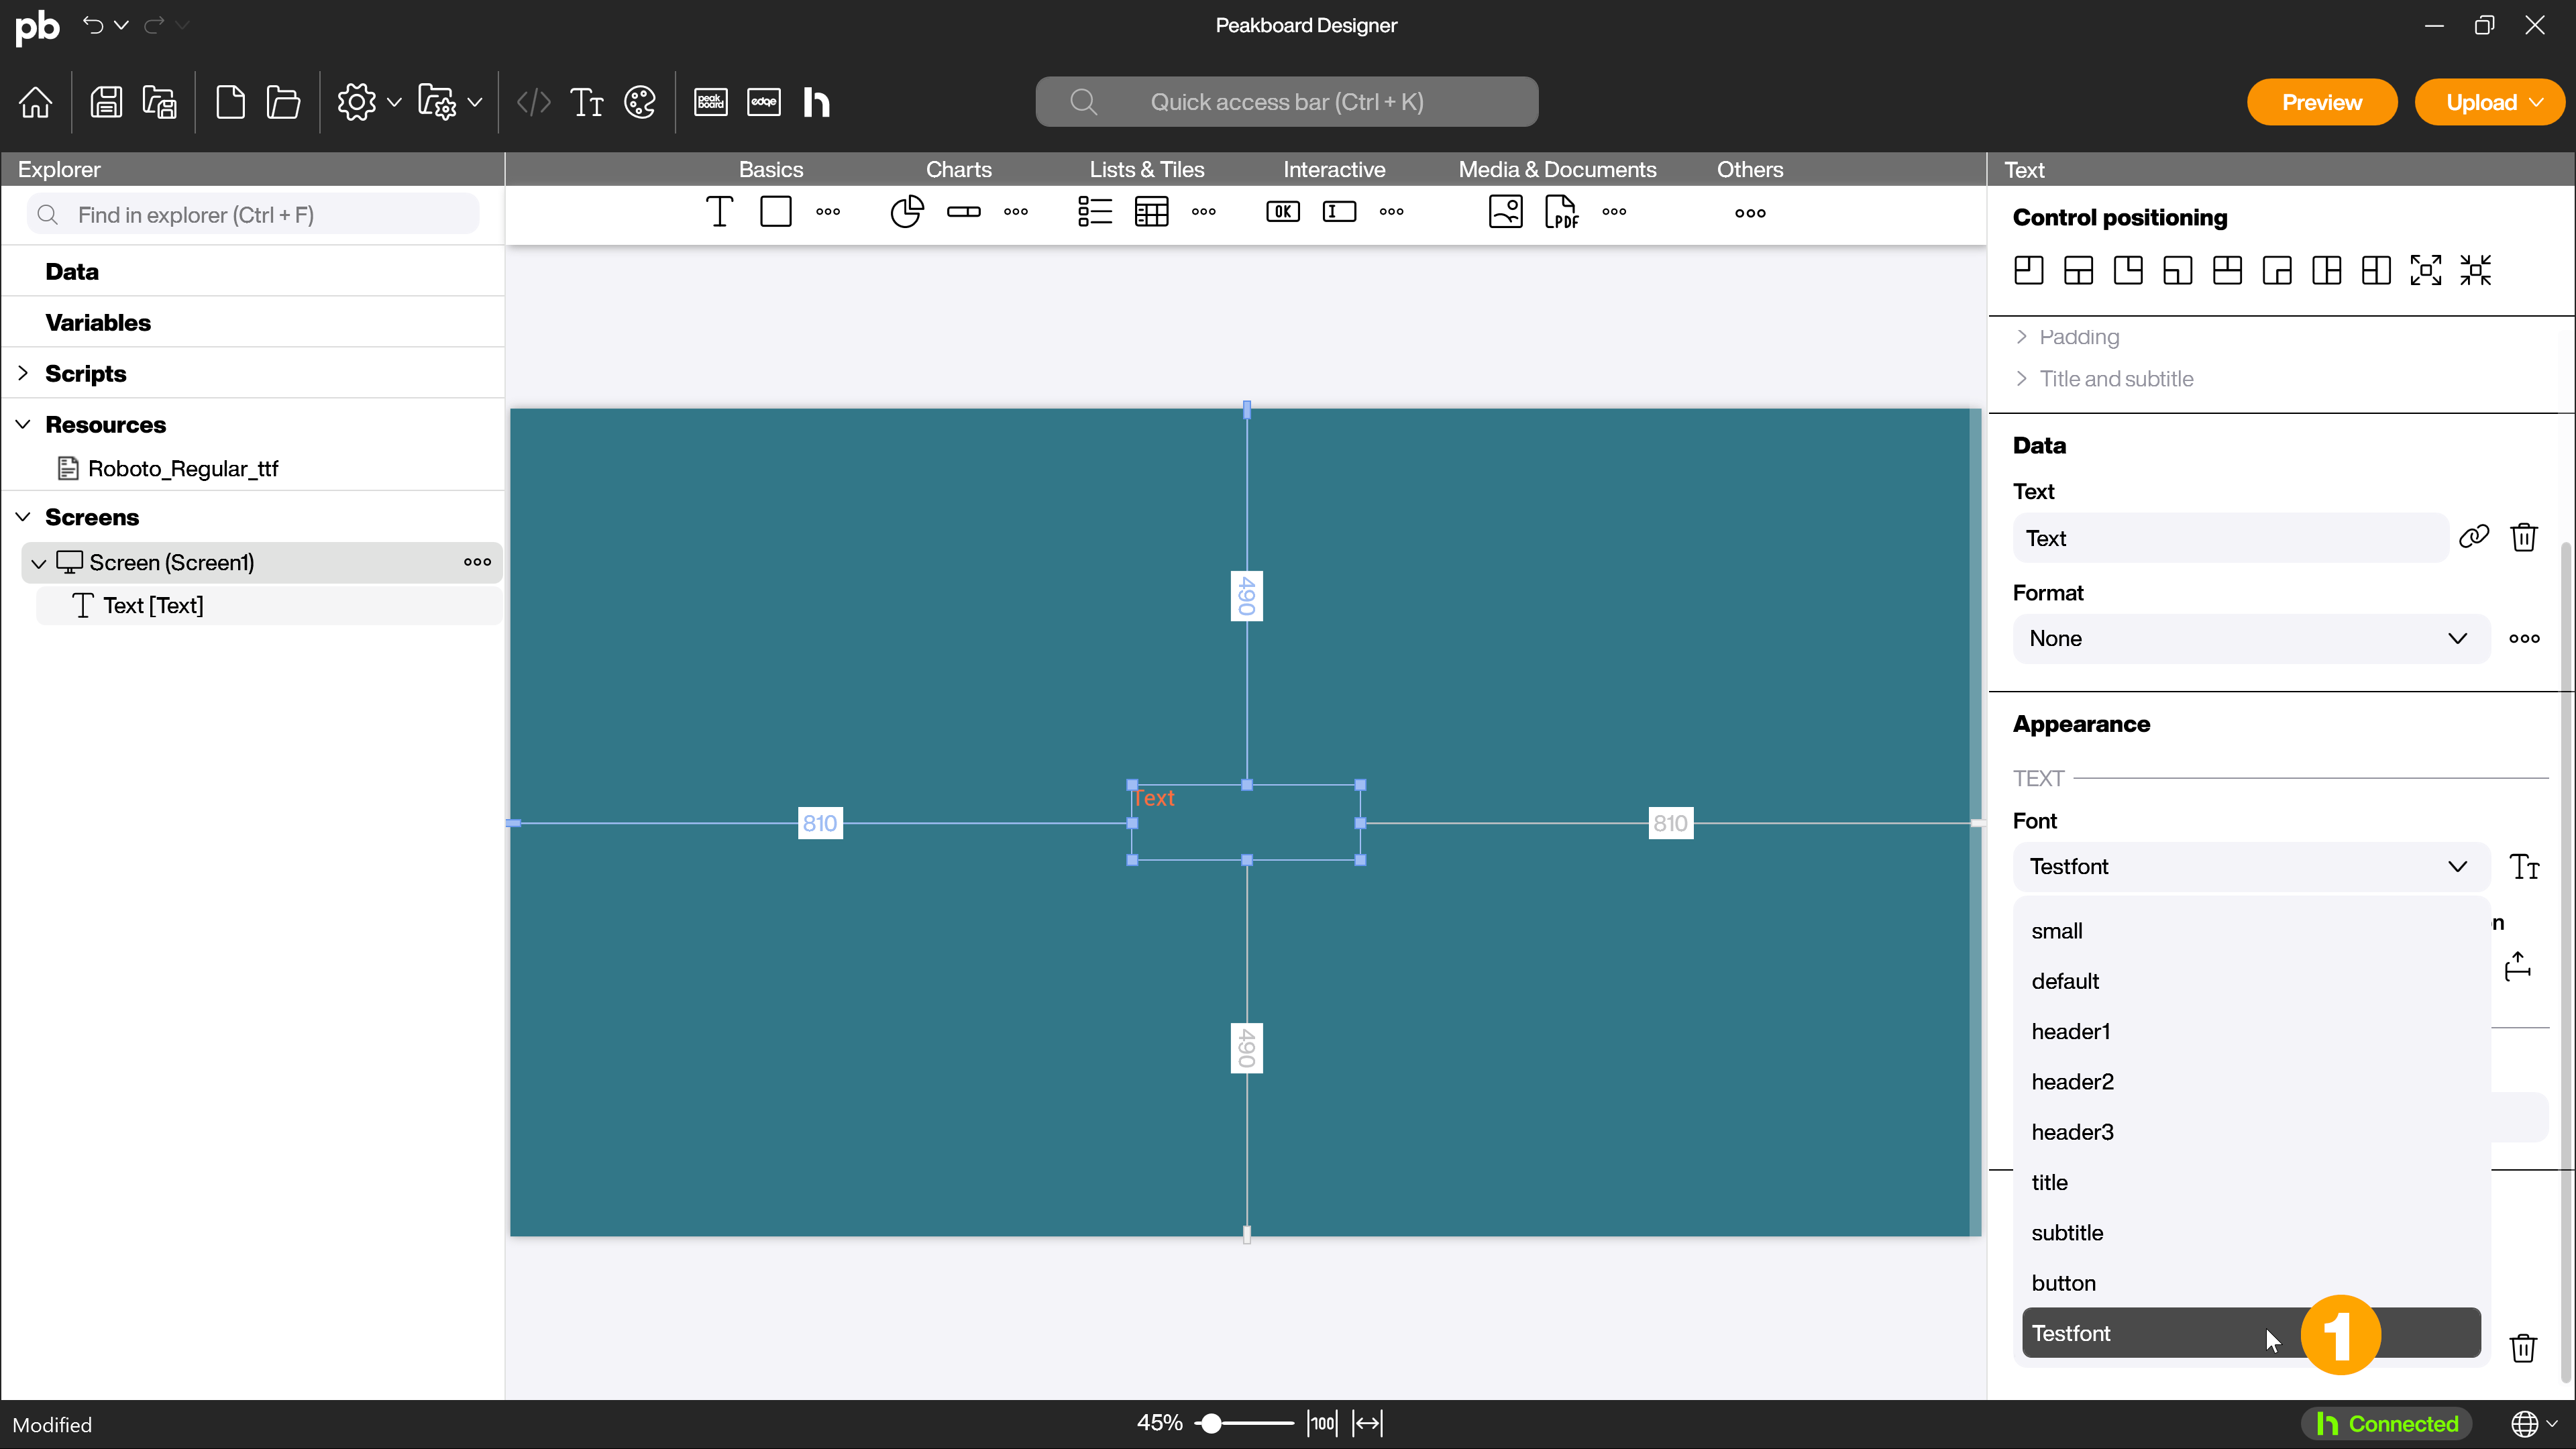 pb
Peakboard Designer
peak board
edge
Quick access bar (Ctrl + K)
Preview
Upload
Explorer
Basics
Charts
Lists & Tiles
Interactive
Media & Documents
Others
Text
Find in explorer (Ctrl + F)
OK
PDF
Control positioning
Data
Variables
Scripts
Resources
Roboto_Regular_ttf
Screens
Screen (Screen1)
Text [Text]
490
810
Text
810
490
Padding
Title and subtitle
Data
Text
Text
Format
None
Appearance
TEXT
Font
Testfont
n
small
default
header1
header2
header3
title
subtitle
button
Testfont
1
Modified
45%
100
Connected